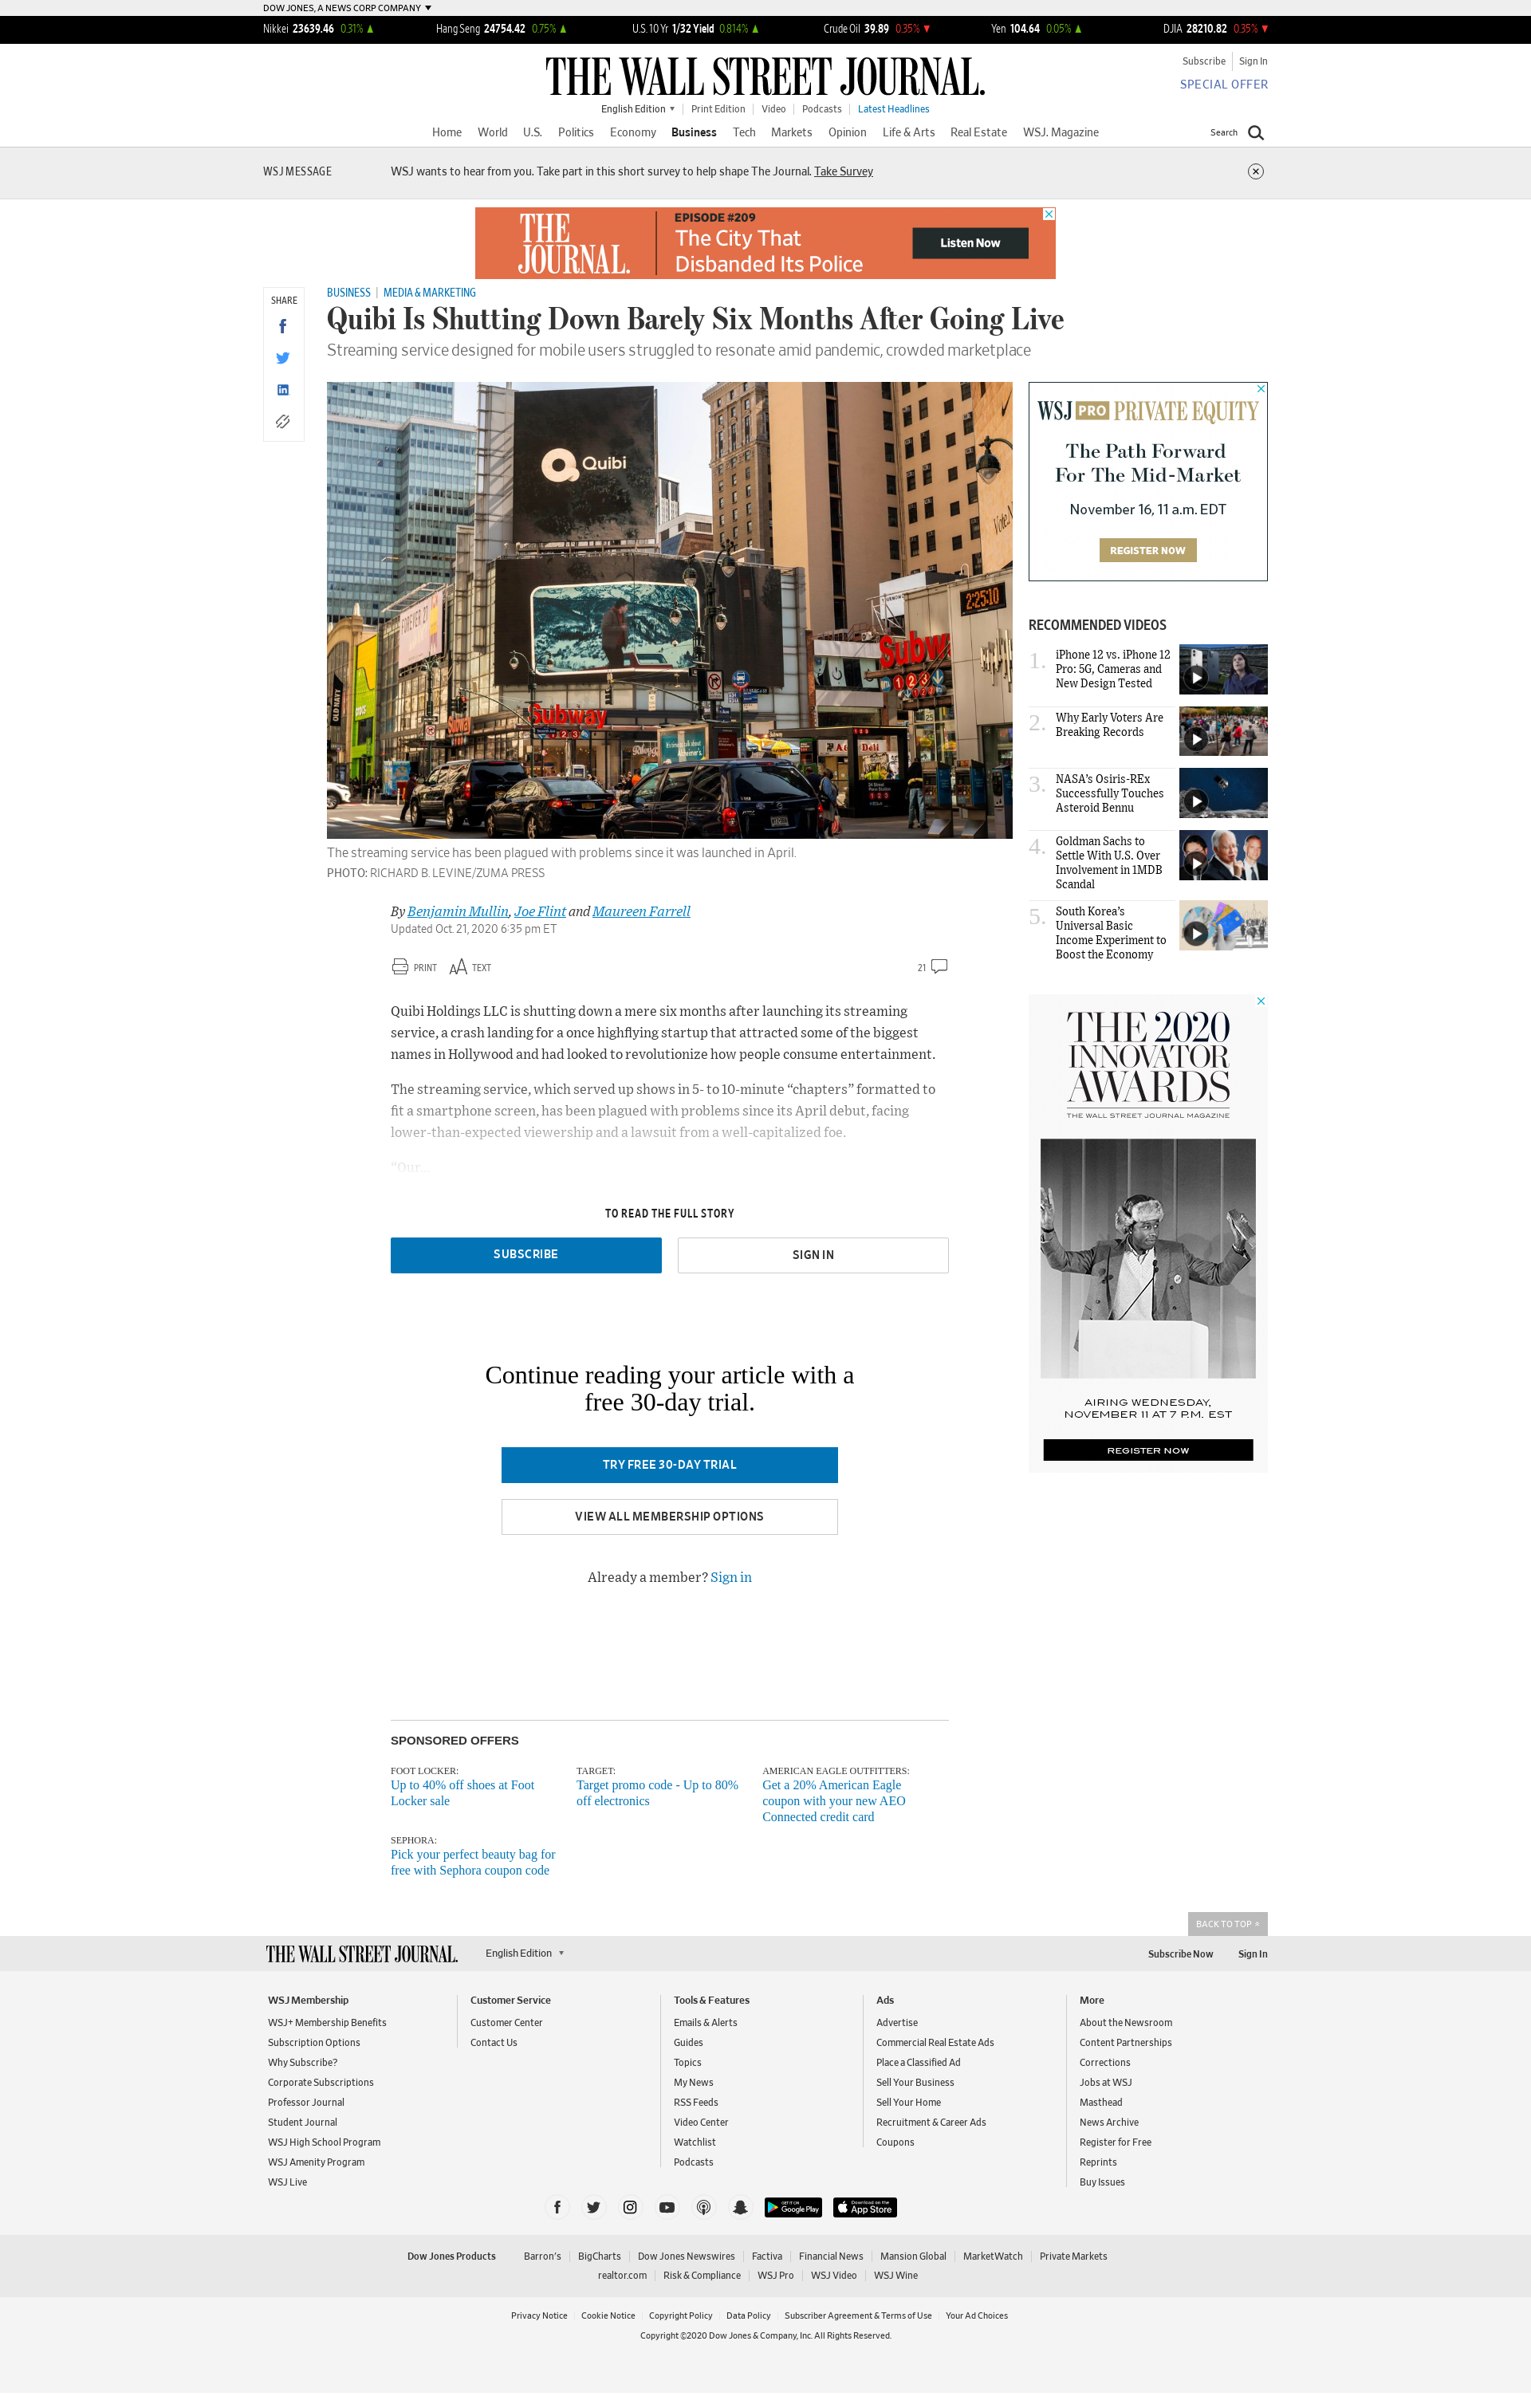 DOW JONES, A NEWS CORP COMPANY
Nikkei 23639.46 0.31%
Hang Seng 24754.42 0.75%
U.S. 10 Yr 1/32 Yield 0.814%
Crude Oil 39.89 0.35%
Yen 104.64 0.05%
DJIA 28210.82 0.35%
THE WALL STREET JOURNAL.
Subscribe
Sign In
SPECIAL OFFER
English Edition
Print Edition
Video
Podcasts
Latest Headlines
Home
World
U.S.
Politics
Economy
Business
Tech
Markets
Opinion
Life & Arts
Real Estate
WSJ. Magazine
Search
WSJ MESSAGE
WSJ wants to hear from you. Take part in this short survey to help shape The Journal. Take Survey
THE JOURNAL.
EPISODE #209
The City That
Disbanded Its Police
Listen Now
SHARE
BUSINESS | MEDIA & MARKETING
Quibi Is Shutting Down Barely Six Months After Going Live
Streaming service designed for mobile users struggled to resonate amid pandemic, crowded marketplace
Quibi
FOREVER 21
2:25:10
Subway
Subway
OLD NAVY
Deli
The streaming service has been plagued with problems since it was launched in April.
PHOTO: RICHARD B. LEVINE/ZUMA PRESS
By Benjamin Mullin, Joe Flint and Maureen Farrell
Updated Oct. 21, 2020 6:35 pm ET
PRINT
AA TEXT
21
Quibi Holdings LLC is shutting down a mere six months after launching its streaming
service, a crash landing for a once highflying startup that attracted some of the biggest
names in Hollywood and had looked to revolutionize how people consume entertainment.
The streaming service, which served up shows in 5- to 10-minute “chapters” formatted to
fit a smartphone screen, has been plagued with problems since its April debut, facing
lower-than-expected viewership and a lawsuit from a well-capitalized foe.
“Our...
TO READ THE FULL STORY
SUBSCRIBE
SIGN IN
Continue reading your article with a
free 30-day trial.
TRY FREE 30-DAY TRIAL
VIEW ALL MEMBERSHIP OPTIONS
Already a member? Sign in
WSJ PRO PRIVATE EQUITY
The Path Forward
For The Mid-Market
November 16, 11 a.m. EDT
REGISTER NOW
RECOMMENDED VIDEOS
1. iPhone 12 vs. iPhone 12
Pro: 5G, Cameras and
New Design Tested
2. Why Early Voters Are
Breaking Records
3. NASA’s Osiris-REx
Successfully Touches
Asteroid Bennu
4. Goldman Sachs to
Settle With U.S. Over
Involvement in 1MDB
Scandal
5. South Korea’s
Universal Basic
Income Experiment to
Boost the Economy
THE 2020
INNOVATOR
AWARDS
THE WALL STREET JOURNAL MAGAZINE
AIRING WEDNESDAY,
NOVEMBER 11 AT 7 P.M. EST
REGISTER NOW
SPONSORED OFFERS
FOOT LOCKER:
Up to 40% off shoes at Foot
Locker sale
TARGET:
Target promo code - Up to 80%
off electronics
AMERICAN EAGLE OUTFITTERS:
Get a 20% American Eagle
coupon with your new AEO
Connected credit card
SEPHORA:
Pick your perfect beauty bag for
free with Sephora coupon code
BACK TO TOP «
THE WALL STREET JOURNAL.
English Edition
Subscribe Now
Sign In
WSJ Membership
WSJ+ Membership Benefits
Subscription Options
Why Subscribe?
Corporate Subscriptions
Professor Journal
Student Journal
WSJ High School Program
WSJ Amenity Program
WSJ Live
Customer Service
Customer Center
Contact Us
Tools & Features
Emails & Alerts
Guides
Topics
My News
RSS Feeds
Video Center
Watchlist
Podcasts
Ads
Advertise
Commercial Real Estate Ads
Place a Classified Ad
Sell Your Business
Sell Your Home
Recruitment & Career Ads
Coupons
More
About the Newsroom
Content Partnerships
Corrections
Jobs at WSJ
Masthead
News Archive
Register for Free
Reprints
Buy Issues
GET IT ON Google Play
Download on the App Store
Dow Jones Products
Barron's
BigCharts
Dow Jones Newswires
Factiva
Financial News
Mansion Global
MarketWatch
Private Markets
realtor.com
Risk & Compliance
WSJ Pro
WSJ Video
WSJ Wine
Privacy Notice
Cookie Notice
Copyright Policy
Data Policy
Subscriber Agreement & Terms of Use
Your Ad Choices
Copyright ©2020 Dow Jones & Company, Inc. All Rights Reserved.